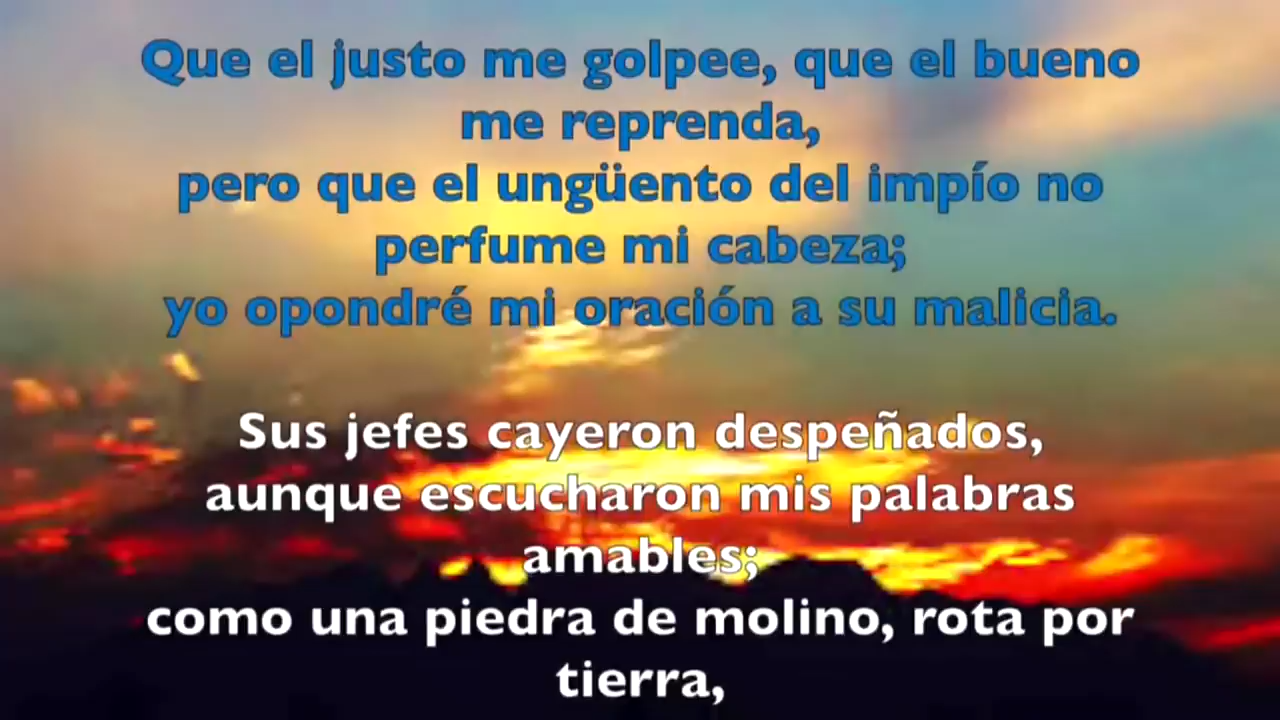 Que el justo me golpee, que el bueno
me reprenda,
pero que el ungüento del impío no
perfume mi cabeza;
yo opondré mi oración a su malicia.
Sus jefes cayeron despeñados,
aunque escucharon mis palabras
amables;
como una piedra de molino, rota por
tierra,